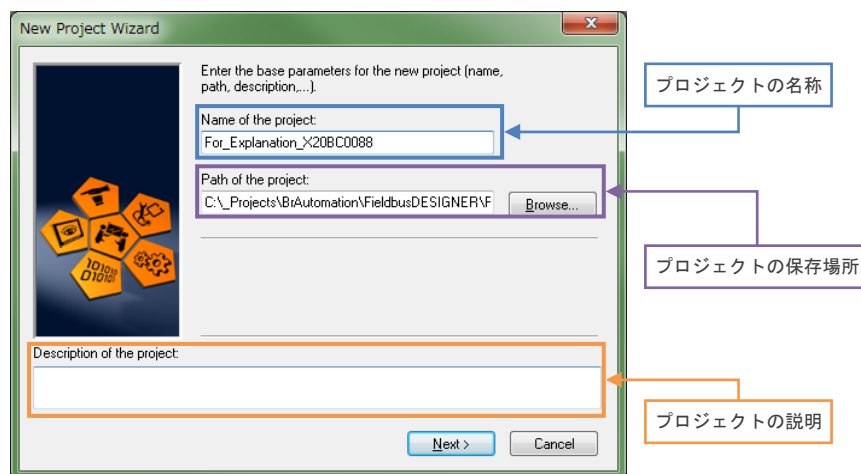 New Project Wizard
Enter the base parameters for the new project (name,
path, description,...).
Name of the project:
For_Explanation_X20BC0088
Path of the project:
C:\_Projects\BrAutomation\FieldbusDESIGNER\F
Browse...
101010
010101
Description of the project:
Next >
Cancel
プロジェクトの名称
プロジェクトの保存場所
プロジェクトの説明